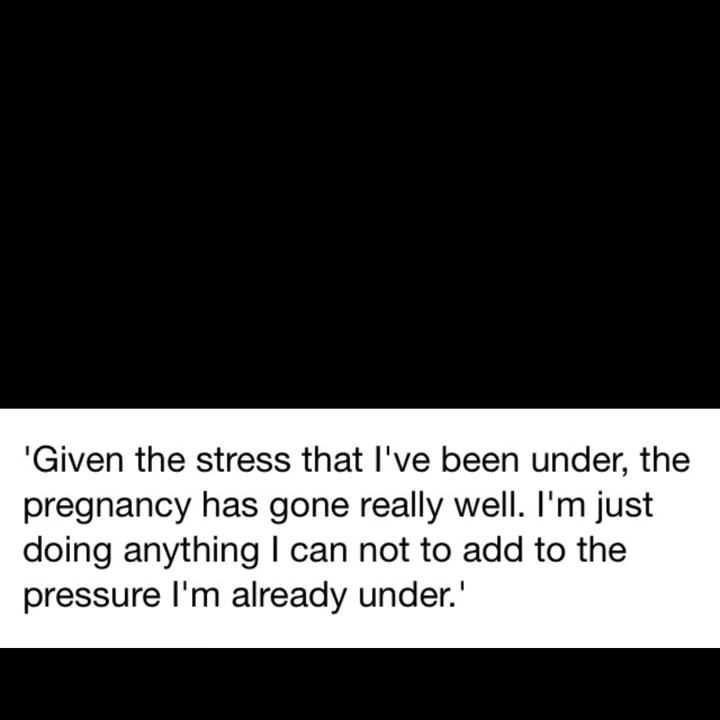 'Given the stress that I've been under, the
pregnancy has gone really well. I'm just
doing anything I can not to add to the
pressure I'm already under.'